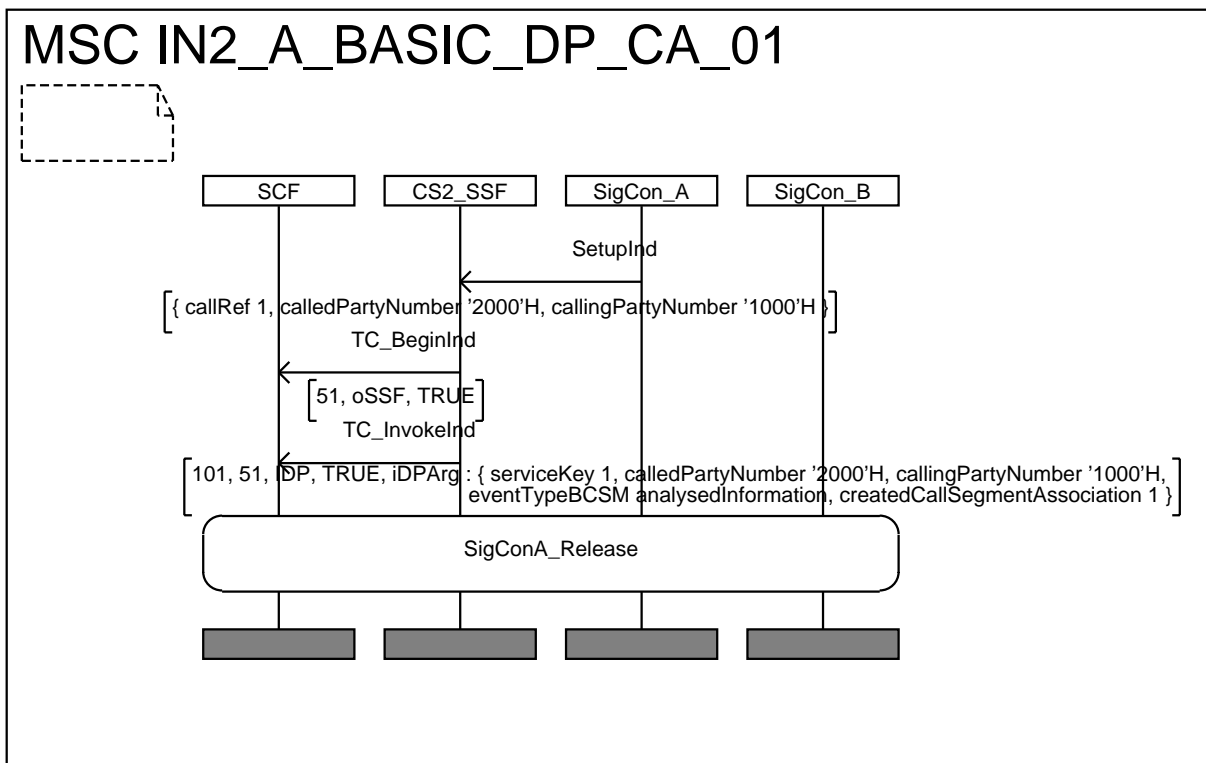 MSC IN2_A_BASIC_DP_CA_01
SCF
CS2_SSF
SigCon_A
SigCon_B
SetupInd
{ callRef 1, calledPartyNumber '2000'H, callingPartyNumber '1000'H }
TC_BeginInd
51, oSSF, TRUE
TC_InvokeInd
101, 51, IDP, TRUE, iDPArg : { serviceKey 1, calledPartyNumber '2000'H, callingPartyNumber '1000'H,
eventTypeBCSM analysedInformation, createdCallSegmentAssociation 1 }
SigConA_Release